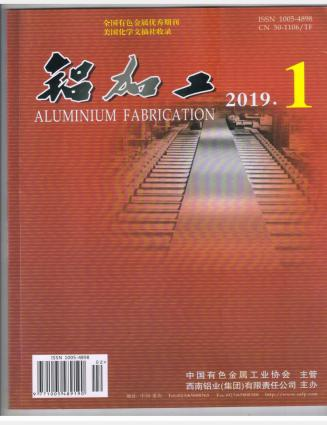 全国有色金属优秀期刊
美国化学文摘社收录
ISSN 1005-4898
CN 50-1106/TF
铝加工
2019.1
ALUMINIUM FABRICATION
ISSN 1005-4898
02>
9771005489190
中国有色金属工业协会 主管
西南铝业(集团)有限责任公司 主办